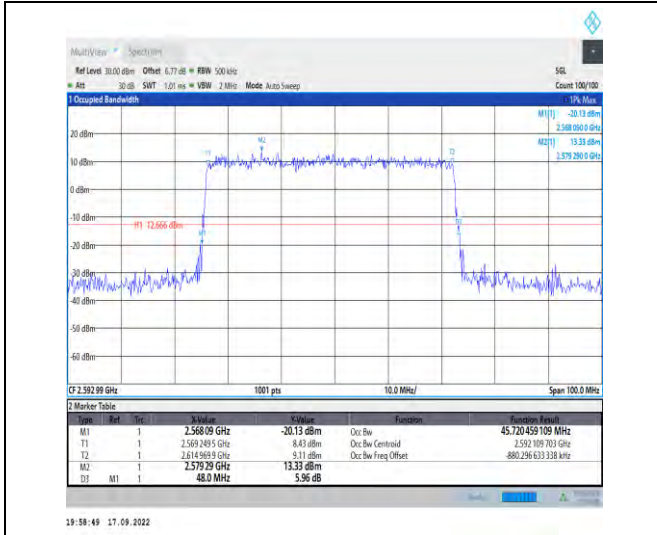 MultiView Spectrum
Ref Level 30.00 dBm Offset 6.77 dB RBW 500 kHz SGL
Att 30 dB SWT 1.01 ms VBW 2 MHz Mode Auto Sweep Count 100/100
1 Occupied Bandwidth 1Pk Max
M1[1] -20.13 dBm
2.568 090 0 GHz
20 dBm
M2[1] 13.33 dBm
2.579 290 0 GHz
M2
T1 T2
10 dBm
0 dBm
-10 dBm
H1 -12.666 dBm
M1
D3
-20 dBm
-30 dBm
-40 dBm
-50 dBm
-60 dBm
CF 2.592 99 GHz 1001 pts 10.0 MHz/ Span 100.0 MHz
2 Marker Table
Type Ref Trc X-Value Y-Value Function Function Result
M1 1 2.568 09 GHz -20.13 dBm Occ Bw 45.720 459 109 MHz
T1 1 2.569 249 5 GHz 8.43 dBm Occ Bw Centroid 2.592 109 703 GHz
T2 1 2.614 969 9 GHz 9.11 dBm Occ Bw Freq Offset -880.296 633 338 kHz
M2 1 2.579 29 GHz 13.33 dBm
D3 M1 1 48.0 MHz 5.96 dB
19:58:49 17.09.2022